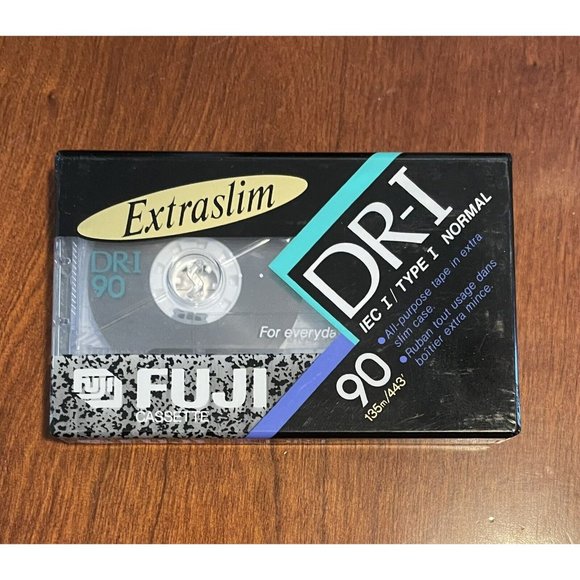 Extraslim
DR-I
90
For everyda
FUJI
FUJI
CASSETTE
DR-I
IEC I/TYPE I NORMAL
90
135m/443'
• All-purpose tape in extra
slim case.
• Ruban tout usage dans
boîtier extra mince.